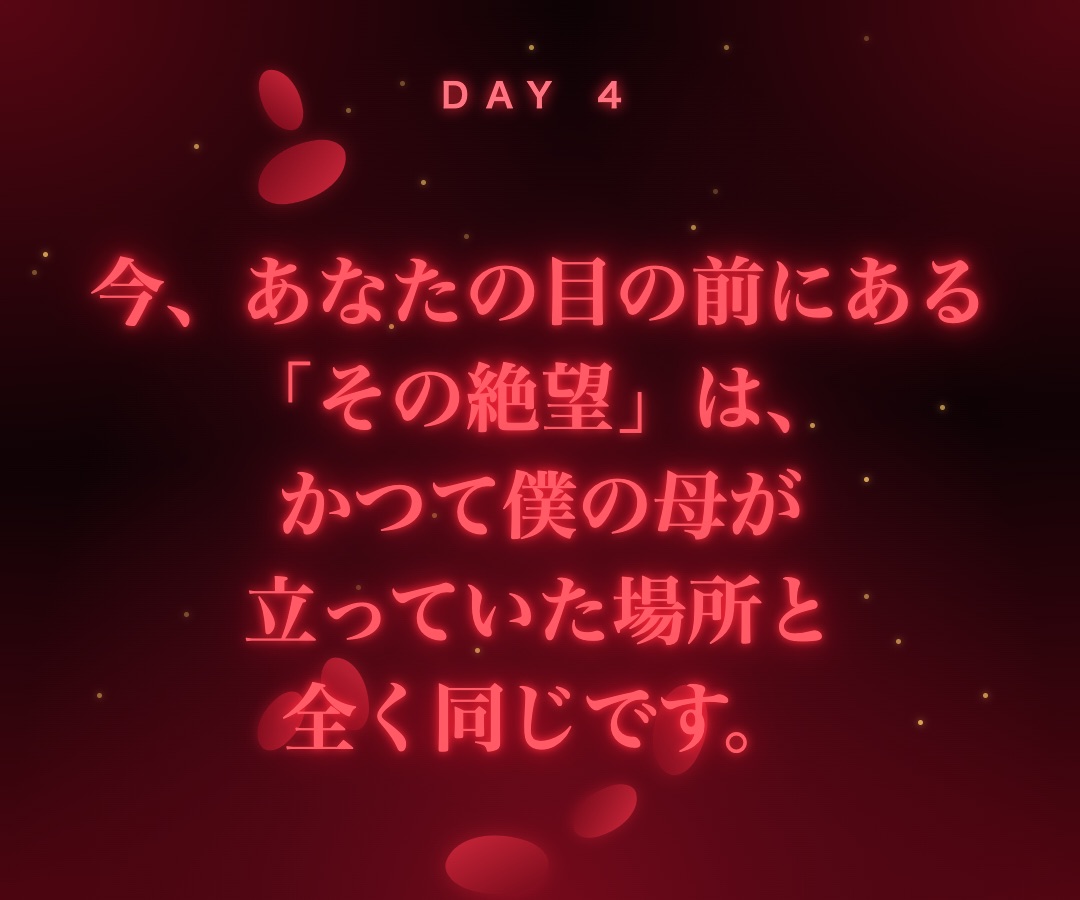 DAY 4
今、あなたの目の前にある
「その絶望」は、
かつて僕の母が
立っていた場所と
全く同じです。